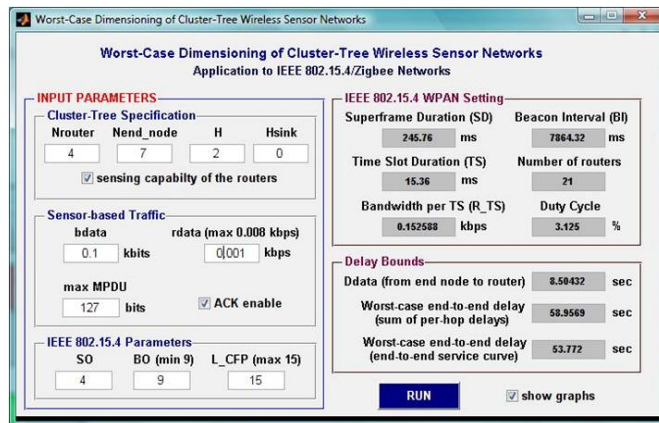 Worst-Case Dimensioning of Cluster-Tree Wireless Sensor Networks
Worst-Case Dimensioning of Cluster-Tree Wireless Sensor Networks
Application to IEEE 802.15.4/Zigbee Networks
INPUT PARAMETERS
Cluster-Tree Specification
Nrouter Nend_node H Hsink
4 7 2 0
sensing capabilty of the routers
Sensor-based Traffic
bdata rdata (max 0.008 kbps)
0.1 kbits 0.001 kbps
max MPDU
127 bits ACK enable
IEEE 802.15.4 Parameters
SO BO (min 9) L_CFP (max 15)
4 9 15
IEEE 802.15.4 WPAN Setting
Superframe Duration (SD) Beacon Interval (BI)
245.76 ms 7864.32 ms
Time Slot Duration (TS) Number of routers
15.36 ms 21
Bandwidth per TS (R_TS) Duty Cycle
0.152588 kbps 3.125 %
Delay Bounds
Ddata (from end node to router) 8.50432 sec
Worst-case end-to-end delay
(sum of per-hop delays) 58.9569 sec
Worst-case end-to-end delay
(end-to-end service curve) 53.772 sec
RUN show graphs